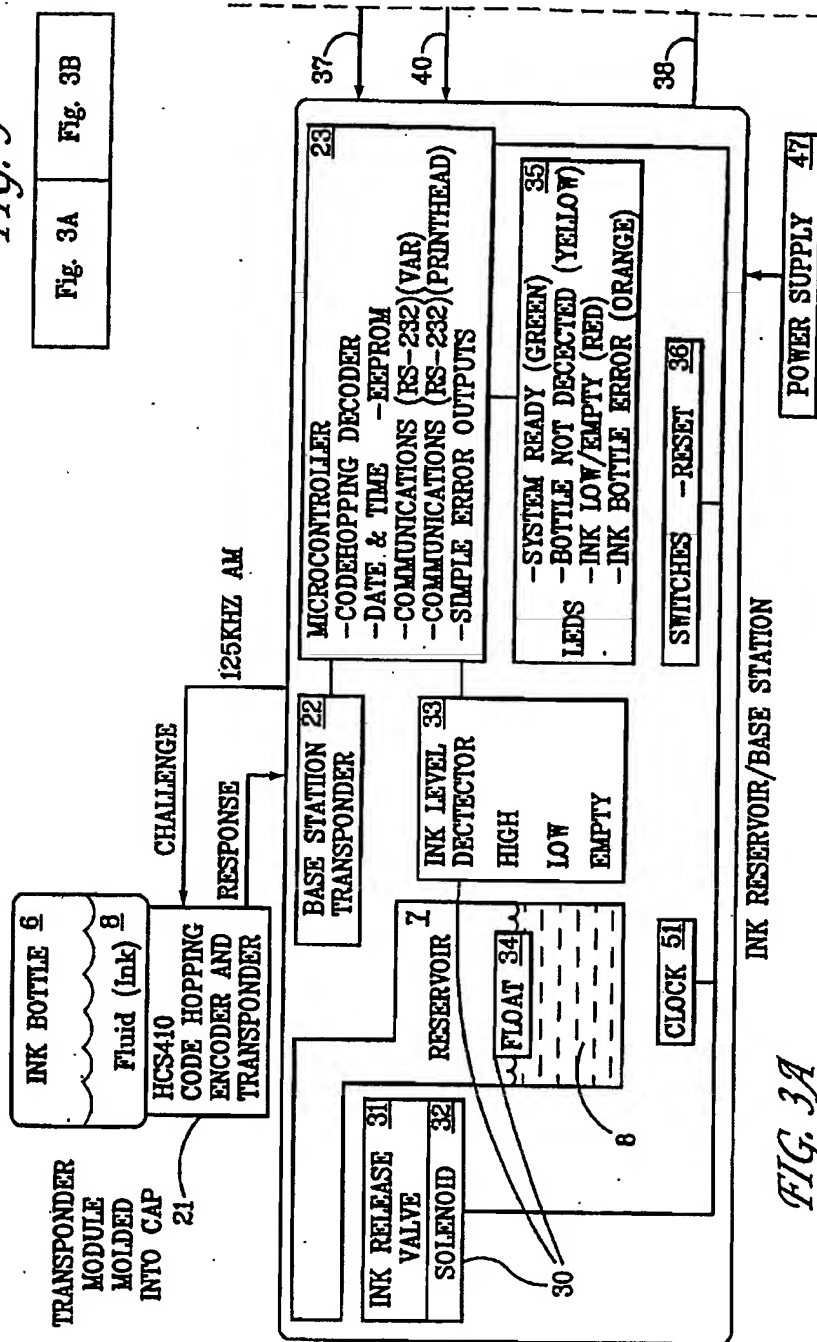 Fig. 3A
Fig. 3B
TRANSPONDER
MODULE
MOLDED
INTO CAP
21
INK BOTTLE 6
Fluid (Ink) 8
HCS410
CODE HOPPING
ENCODER AND
TRANSPONDER
CHALLENGE
RESPONSE
125KHZ AM
37
40
38
INK RELEASE 31
VALVE
SOLENOID 32
30
RESERVOIR 7
FLOAT 34
8
BASE STATION 22
TRANSPONDER
INK LEVEL 33
DECTECTOR
HIGH
LOW
EMPTY
MICROCONTROLLER 23
-CODEHOPPING DECODER
-DATE & TIME -EEPROM
-COMMUNICATIONS (RS-232)(VAR)
-COMMUNICATIONS (RS-232)(PRINTHEAD)
-SIMPLE ERROR OUTPUTS
LEDS 35
-SYSTEM READY (GREEN)
-BOTTLE NOT DECECTED (YELLOW)
-INK LOW/EMPTY (RED)
-INK BOTTLE ERROR (ORANGE)
CLOCK 51
SWITCHES -RESET 36
POWER SUPPLY 47
INK RESERVOIR/BASE STATION
FIG. 3A